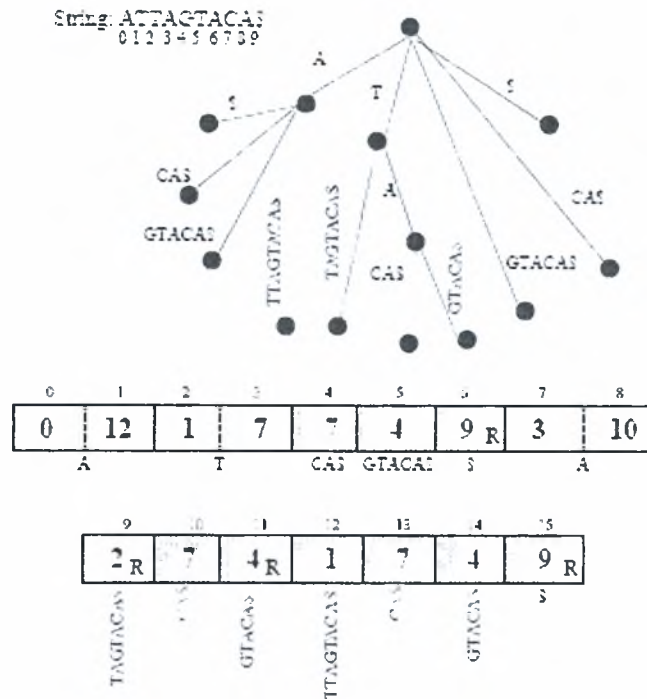 String: ATTAGTACAS
0 1 2 3 4 5 6 7 8 9
A
T
S
S
CAS
A
CAS
GTACAS
TTAGTACAS
TAGTACAS
CAS
GTACAS
GTACAS
0 1 2 3 4 5 6 7 8
0 12 1 7 7 4 9 R 3 10
A T CAS GTACAS S A
9 10 11 12 13 14 15
2 R 7 4 R 1 7 4 9 R
TAGTACAS CAS GTACAS TTAGTACAS CAS GTACAS S